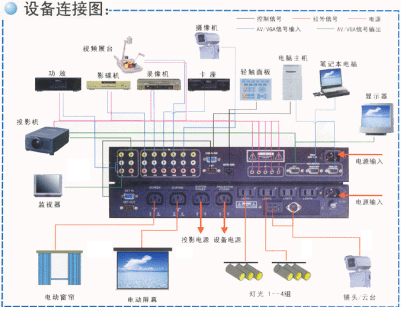 设备连接图:
控制信号 红外信号 电源
AV/VGA信号输入 AV/VGA信号输出
摄像机
视频展台
功放 影碟机 录像机 卡座 轻触面板 电脑主机 笔记本电脑
显示器
投影机
电源输入
监视器
电源输入
投影电源 设备电源
电动窗帘 电动屏幕 灯光 1--4组 镜头/云台